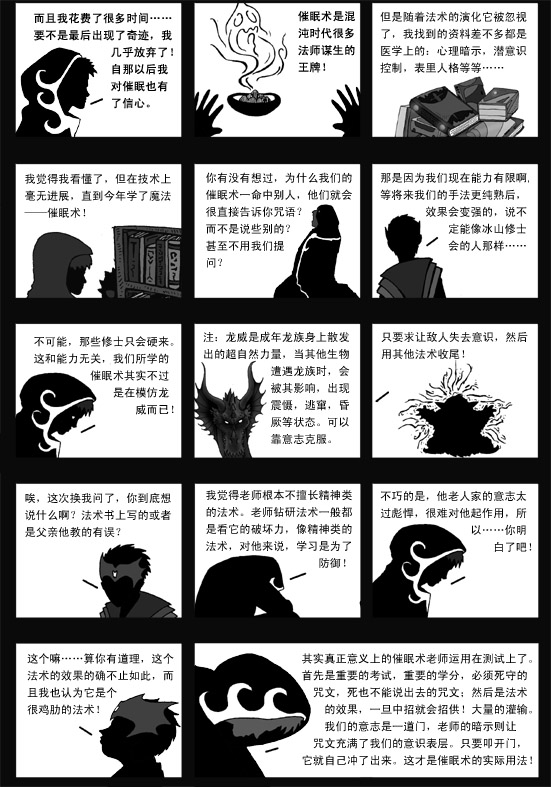 而且我花费了很多时间……
要不是最后出现了奇迹，我
几乎放弃了！
自那以后我
对催眠也有
了信心。
催眠术是混
沌时代很多
法师谋生的
王牌！
但是随着法术的演化它被忽视
了，我找到的资料差不多都是
医学上的：心理暗示，潜意识
控制，表里人格等等……
我觉得我看懂了，但在技术上
毫无进展，直到今年学了魔法
——催眠术！
你有没有想过，为什么我们的
催眠术一命中别人，他们就会
很直接告诉你咒语？
而不是说些别的？
甚至不用我们提
问？
那是因为我们现在能力有限啊，
等将来我们的手法更纯熟后，
效果会变强的，说不
定能像冰山修士
会的人那样……
不可能，那些修士只会硬来。
这和能力无关，我们所学的
催眠术其实不过
是在模仿龙
威而已！
注：龙威是成年龙族身上散发
出的超自然力量，当其他生物
遭遇龙族时，会
被其影响，出现
震慑，逃窜，昏
厥等状态。可以
靠意志克服。
只要求让敌人失去意识，然后
用其他法术收尾！
唉，这次换我问了，你到底想
说什么啊？法术书上写的或者
是父亲他教的有误？
我觉得老师根本不擅长精神类
的法术。老师钻研法术一般都
是看它的破坏力，像精神类的
法术，对他来说，学习是为了
防御！
不巧的是，他老人家的意志太
过彪悍，很难对他起作用，所
以……你明
白了吧！
这个嘛……算你有道理，这个
法术的效果的确不止如此，而
且我也认为它是个
很鸡肋的法术！
其实真正意义上的催眠术老师运用在测试上了。
首先是重要的考试，重要的学分，必须死守的
咒文，死也不能说出去的咒文；然后是法术
的效果，一旦中招就会招供！大量的灌输。
我们的意志是一道门，老师的暗示则让
咒文充满了我们的意识表层。只要叩开门，
它就自己冲了出来。这才是催眠术的实际用法！